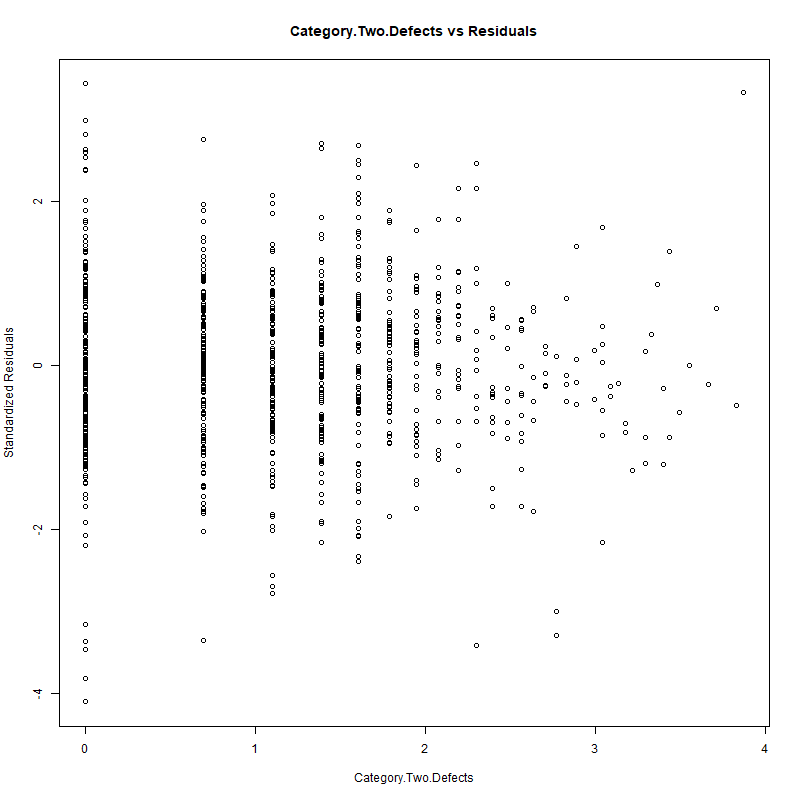 Category.Two.Defects vs Residuals
Standardized Residuals
2
0
-2
-4
0 1 2 3 4
Category.Two.Defects